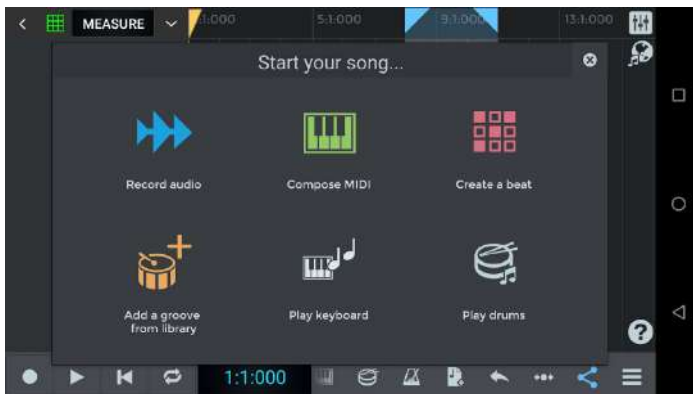 MEASURE
1:1:000
5:1:000
9:1:000
13:1:000
Start your song...
Record audio
Compose MIDI
Create a beat
Add a groove
from library
Play keyboard
Play drums
?
1:1:000